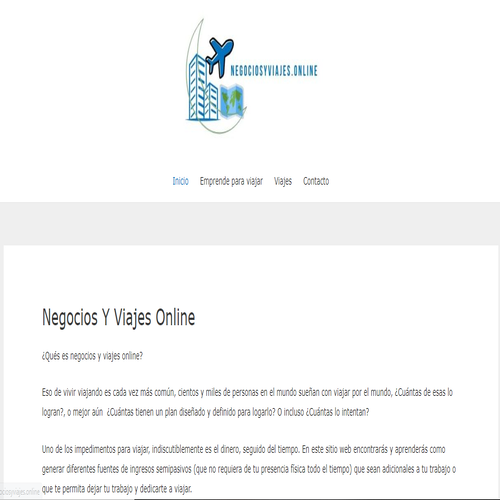 NEGOCIOSYVIAJES.ONLINE
Inicio Emprende para viajar Viajes Contacto
Negocios Y Viajes Online
¿Qués es negocios y viajes online?
Eso de vivir viajando es cada vez más común, cientos y miles de personas en el mundo sueñan con viajar por el mundo, ¿Cuántas de esas lo
logran?, o mejor aún ¿Cuántas tienen un plan diseñado y definido para logarlo? O incluso ¿Cuántas lo intentan?
Uno de los impedimentos para viajar, indiscutiblemente es el dinero, seguido del tiempo. En este sitio web encontrarás y aprenderás como
generar diferentes fuentes de ingresos semipasivos (que no requiera de tu presencia física todo el tiempo) que sean adicionales a tu trabajo o
que te permita dejar tu trabajo y dedicarte a viajar.